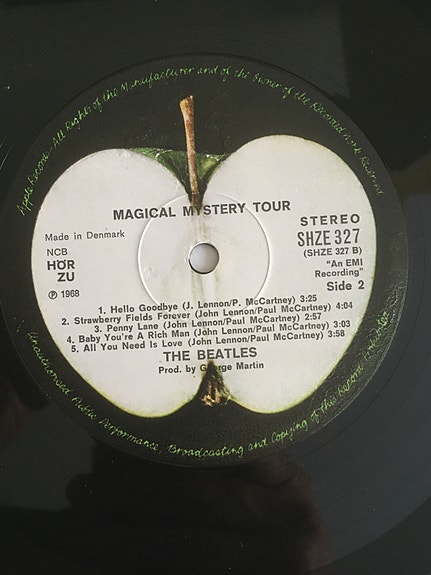 Apple Records All Rights of the Manufacturer and of the Owner of the Recorded Work Reserved
MAGICAL MYSTERY TOUR
Made in Denmark
NCB
HÖR
ZU
℗ 1968
STEREO
SHZE 327
(SHZE 327 B)
"An EMI
Recording"
Side 2
1. Hello Goodbye (J. Lennon/P. McCartney) 3:25
2. Strawberry Fields Forever (John Lennon/Paul McCartney) 4:04
3. Penny Lane (John Lennon/Paul McCartney) 2:57
4. Baby You're A Rich Man (John Lennon/Paul McCartney) 3:03
5. All You Need Is Love (John Lennon/Paul McCartney) 3:58
THE BEATLES
Prod. by George Martin
Unauthorised Public Performance, Broadcasting and Copying of this Record Prohibited